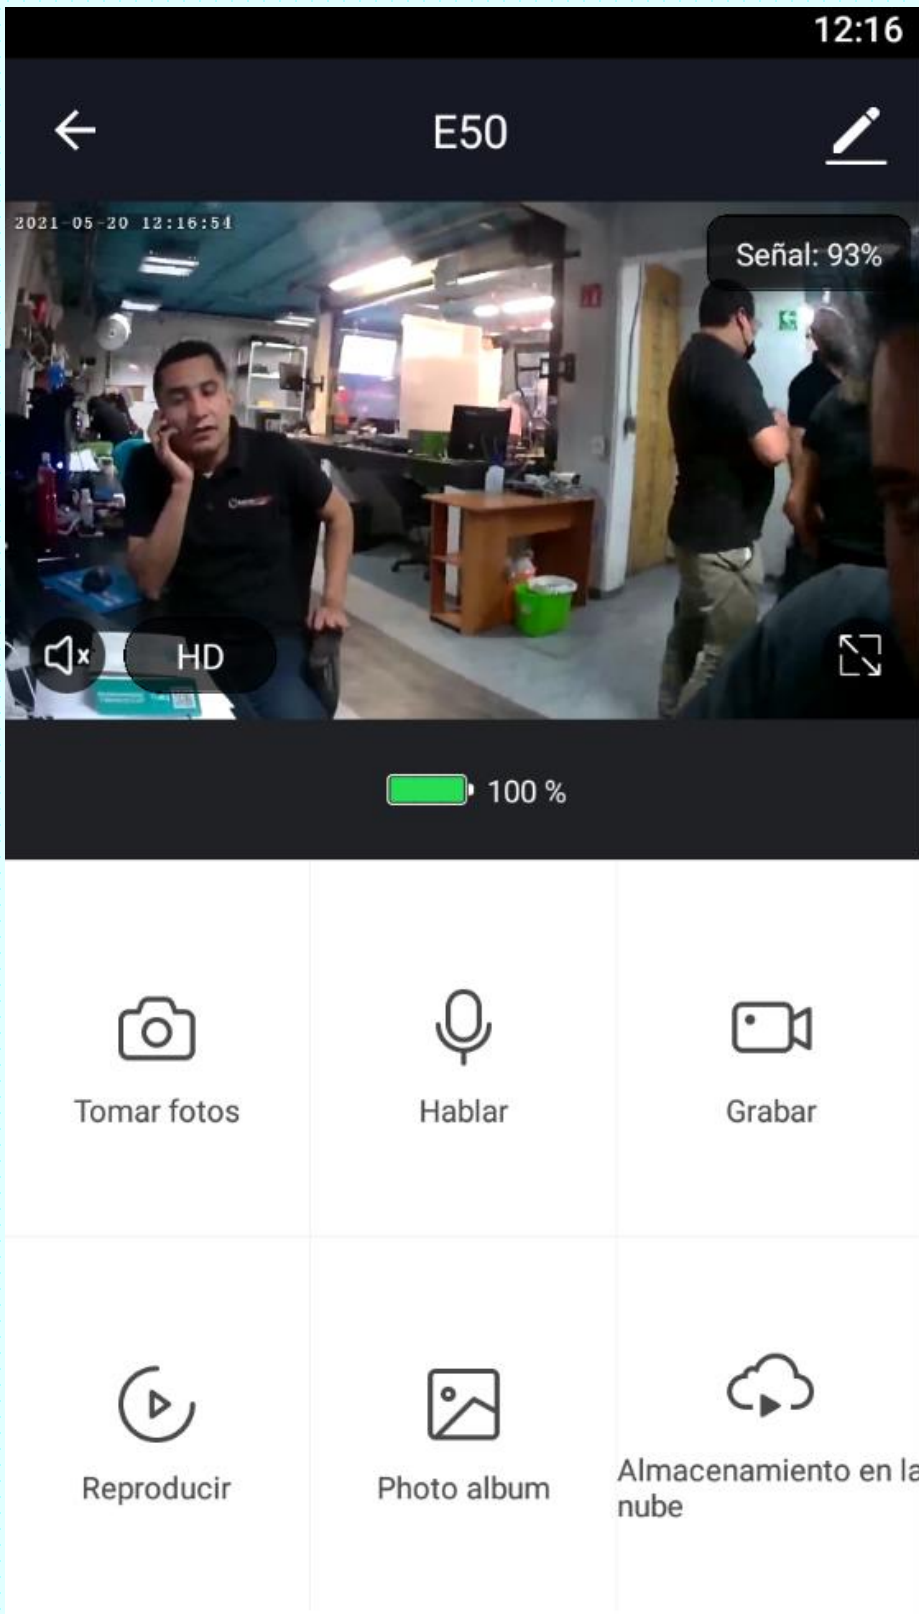 12:16
E50
2021-05-20 12:16:54
Señal: 93%
HD
100 %
Tomar fotos
Hablar
Grabar
Reproducir
Photo album
Almacenamiento en la
nube